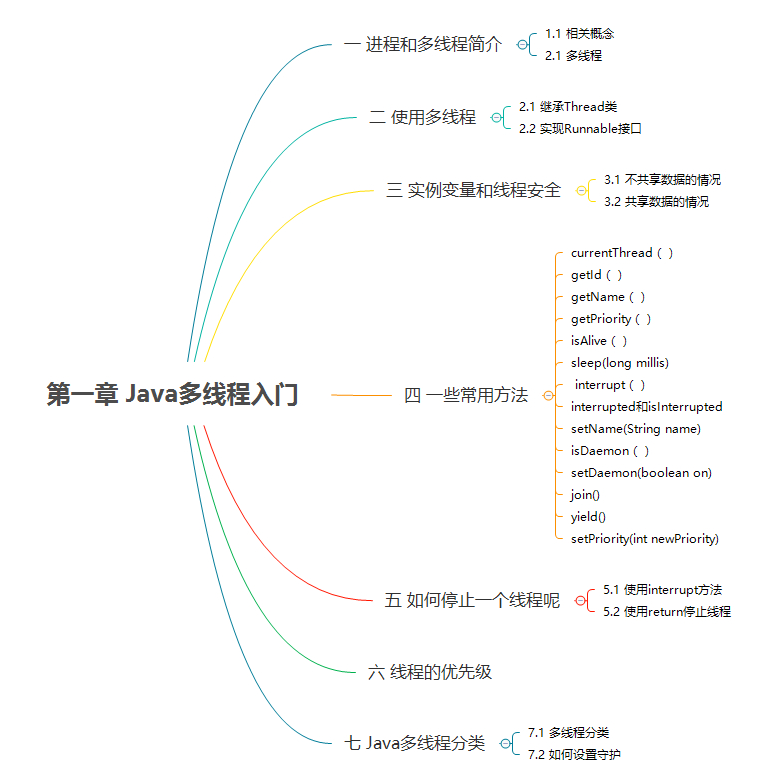 一 进程和多线程简介
1.1 相关概念
2.1 多线程
二 使用多线程
2.1 继承Thread类
2.2 实现Runnable接口
三 实例变量和线程安全
3.1 不共享数据的情况
3.2 共享数据的情况
第一章 Java多线程入门
四 一些常用方法
currentThread（ ）
getId（ ）
getName（ ）
getPriority（ ）
isAlive（ ）
sleep(long millis)
interrupt（ ）
interrupted和isInterrupted
setName(String name)
isDaemon（ ）
setDaemon(boolean on)
join()
yield()
setPriority(int newPriority)
五 如何停止一个线程呢
5.1 使用interrupt方法
5.2 使用return停止线程
六 线程的优先级
七 Java多线程分类
7.1 多线程分类
7.2 如何设置守护